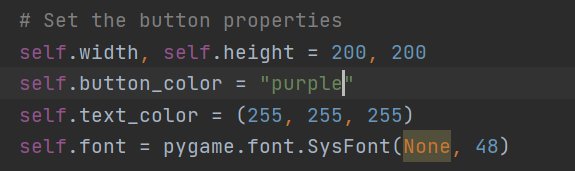 # Set the button properties
self.width, self.height = 200, 200
self.button_color = "purple"
self.text_color = (255, 255, 255)
self.font = pygame.font.SysFont(None, 48)